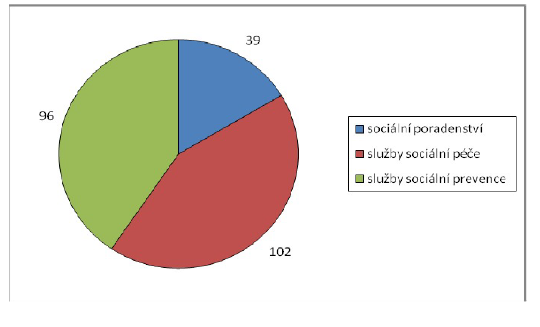 39
96
102
sociální poradenství
služby sociální péče
služby sociální prevence